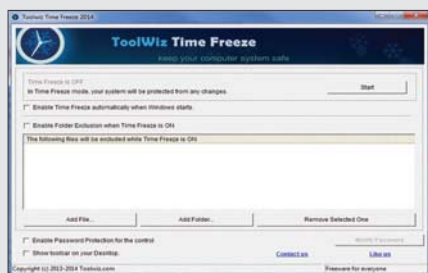 Toolwiz Time Freeze 2014
ToolWiz Time Freeze
keep your computer system safe
Time Freeze is OFF
In Time Freeze mode, your system will be protected from any changes.
Start
Enable Time Freeze automatically when Windows starts.
Enable Folder Exclusion when Time Freeze is ON
The following files will be excluded while Time Freeze is ON
Add File...
Add Folder...
Remove Selected One
Enable Password Protection for the control
Modify Password
Show toolbar on your Desktop.
Contact us
Like us
Copyright (c) 2013-2014 Toolwiz.com
Freeware for everyone